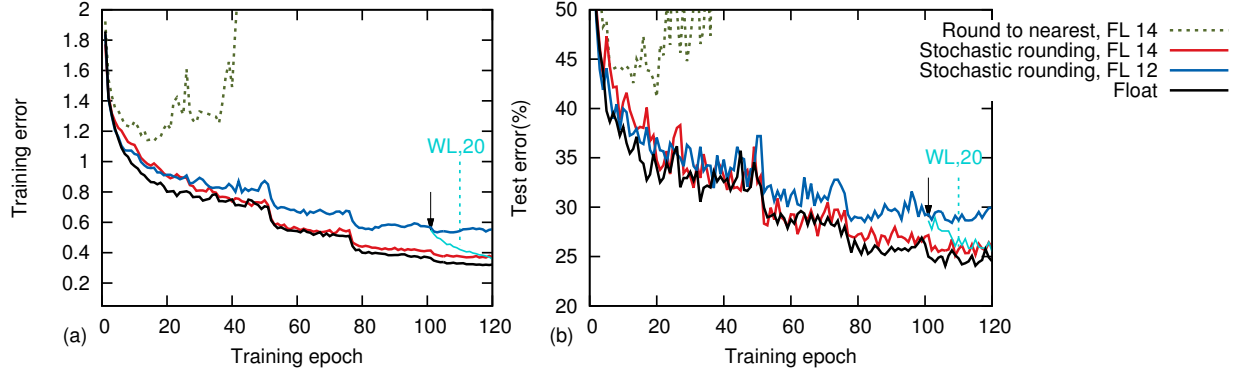 2
1.8
1.6
1.4
1.2
1
0.8
0.6
0.4
0.2
Training error
0 20 40 60 80 100 120
Training epoch
(a)
WL,20
50
45
40
35
30
25
20
Test error(%)
0 20 40 60 80 100 120
Training epoch
(b)
WL,20
Round to nearest, FL 14
Stochastic rounding, FL 14
Stochastic rounding, FL 12
Float